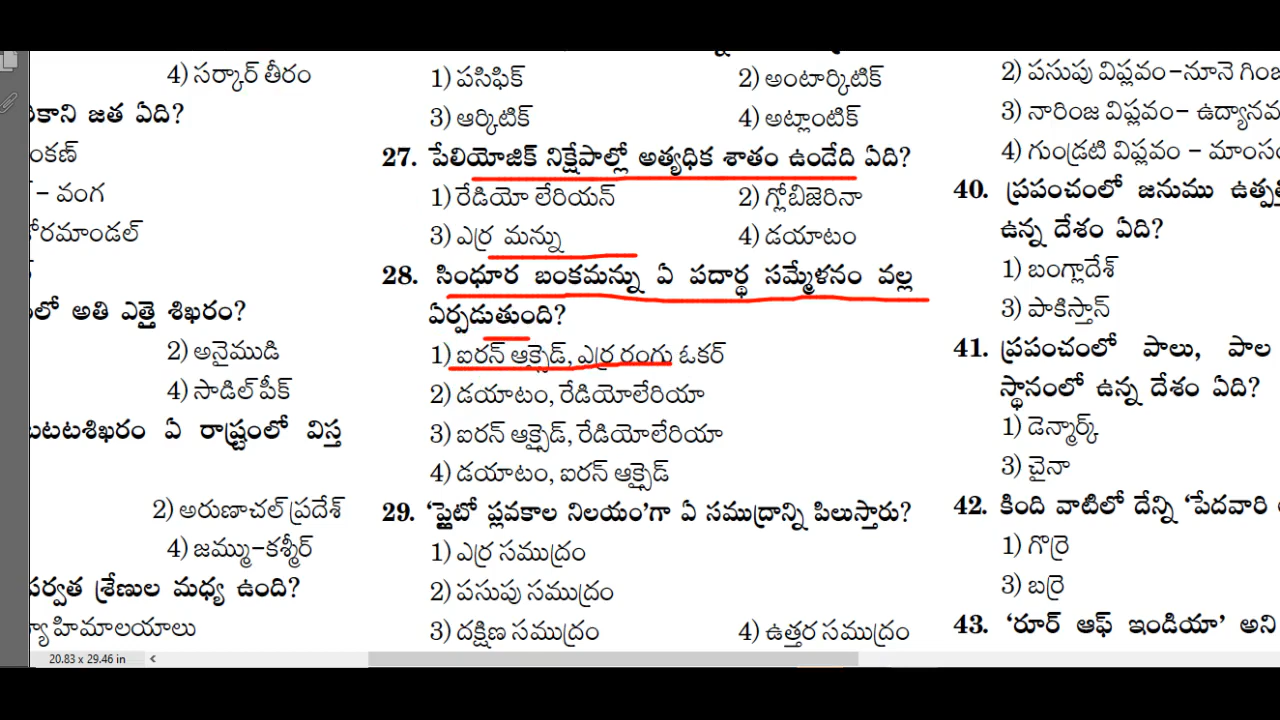 4) సర్కార్ తీరం
కాని జత ఏది?
కణ్
– వంగ
రమాండల్
లో అతి ఎత్తై శిఖరం?
2) అనైముడి
4) సాడిల్ పీక్
టటశిఖరం ఏ రాష్ట్రంలో విస్త
2) అరుణాచల్ ప్రదేశ్
4) జమ్ము-కశ్మీర్
పర్వత శ్రేణుల మధ్య ఉంది?
హిమాలయాలు
1) పసిఫిక్ 2) అంటార్కిటిక్
3) ఆర్కిటిక్ 4) అట్లాంటిక్
27. పేలియోజిక్ నిక్షేపాల్లో అత్యధిక శాతం ఉండేది ఏది?
1) రేడియో లేరియన్ 2) గ్లోబిజెరినా
3) ఎర్ర మన్ను 4) డయాటం
28. సింధూర బంకమన్ను ఏ పదార్థ సమ్మేళనం వల్ల
ఏర్పడుతుంది?
1) ఐరన్ ఆక్సైడ్, ఎర్ర రంగు ఓకర్
2) డయాటం, రేడియోలేరియా
3) ఐరన్ ఆక్సైడ్, రేడియోలేరియా
4) డయాటం, ఐరన్ ఆక్సైడ్
29. ‘ప్లైటో ప్లవకాల నిలయం’గా ఏ సముద్రాన్ని పిలుస్తారు?
1) ఎర్ర సముద్రం
2) పసుపు సముద్రం
3) దక్షిణ సముద్రం 4) ఉత్తర సముద్రం
2) పసుపు విప్లవం–నూనె గింజ
3) నారింజ విప్లవం– ఉద్యానవ
4) గుండ్రటి విప్లవం – మాంస
40. ప్రపంచంలో జనుము ఉత్పత్తి
ఉన్న దేశం ఏది?
1) బంగ్లాదేశ్
3) పాకిస్తాన్
41. ప్రపంచంలో పాలు, పాల
స్థానంలో ఉన్న దేశం ఏది?
1) డెన్మార్క్
3) చైనా
42. కింది వాటిలో దేన్ని ‘పేదవారి
1) గొర్రె
3) బర్రె
43. ‘రూర్ ఆఫ్ ఇండియా’ అని
20.83 x 29.46 in